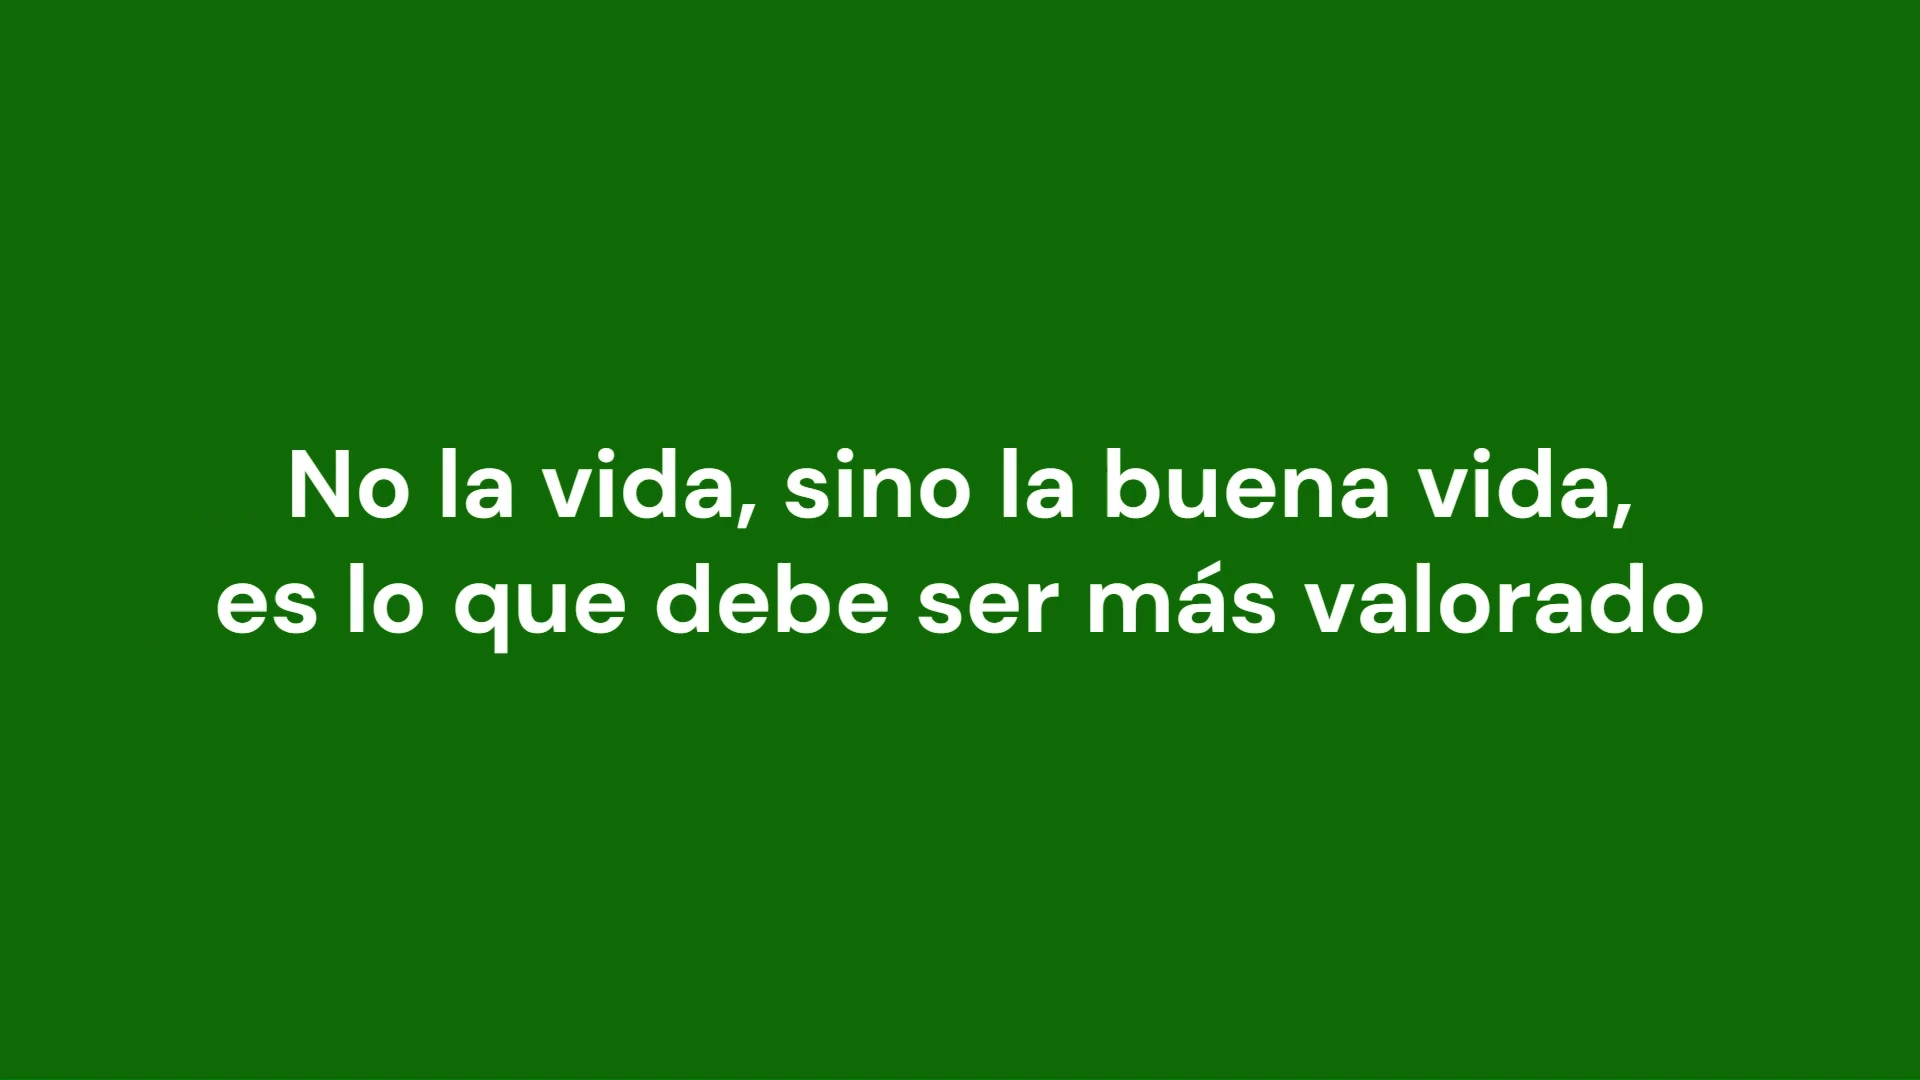 No la vida, sino la buena vida,
es lo que debe ser más valorado